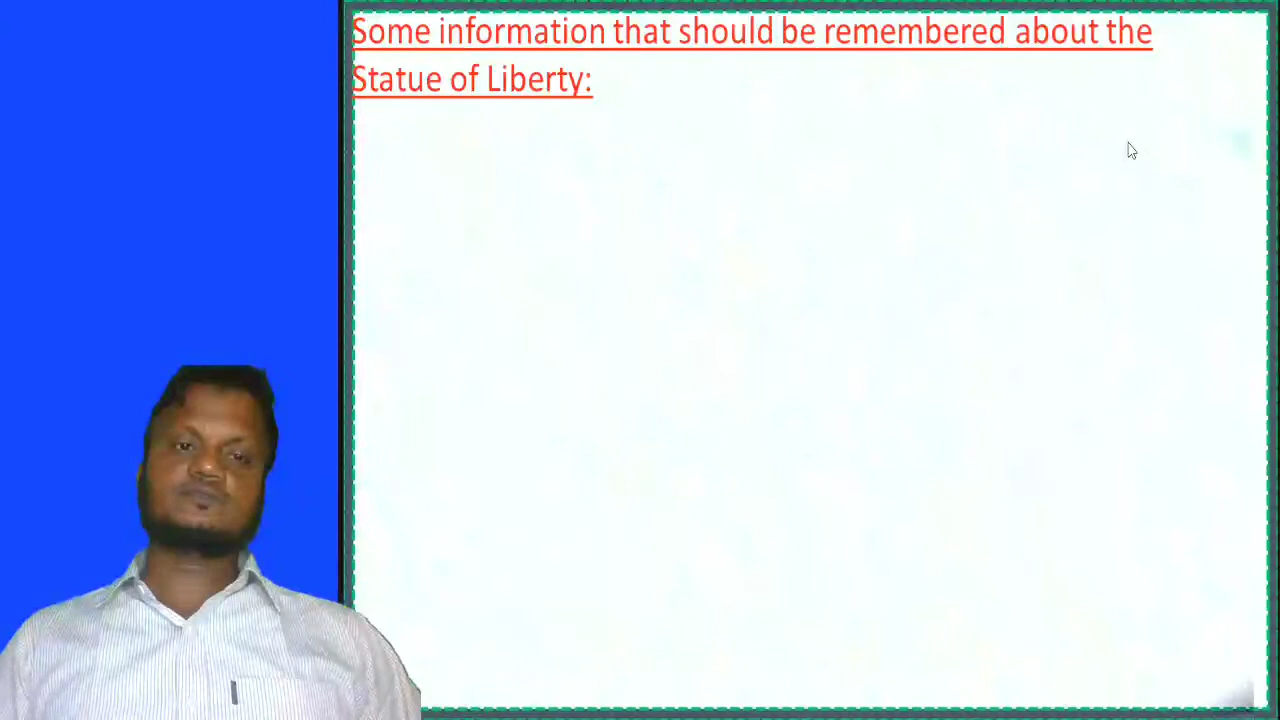 Some information that should be remembered about the
Statue of Liberty: